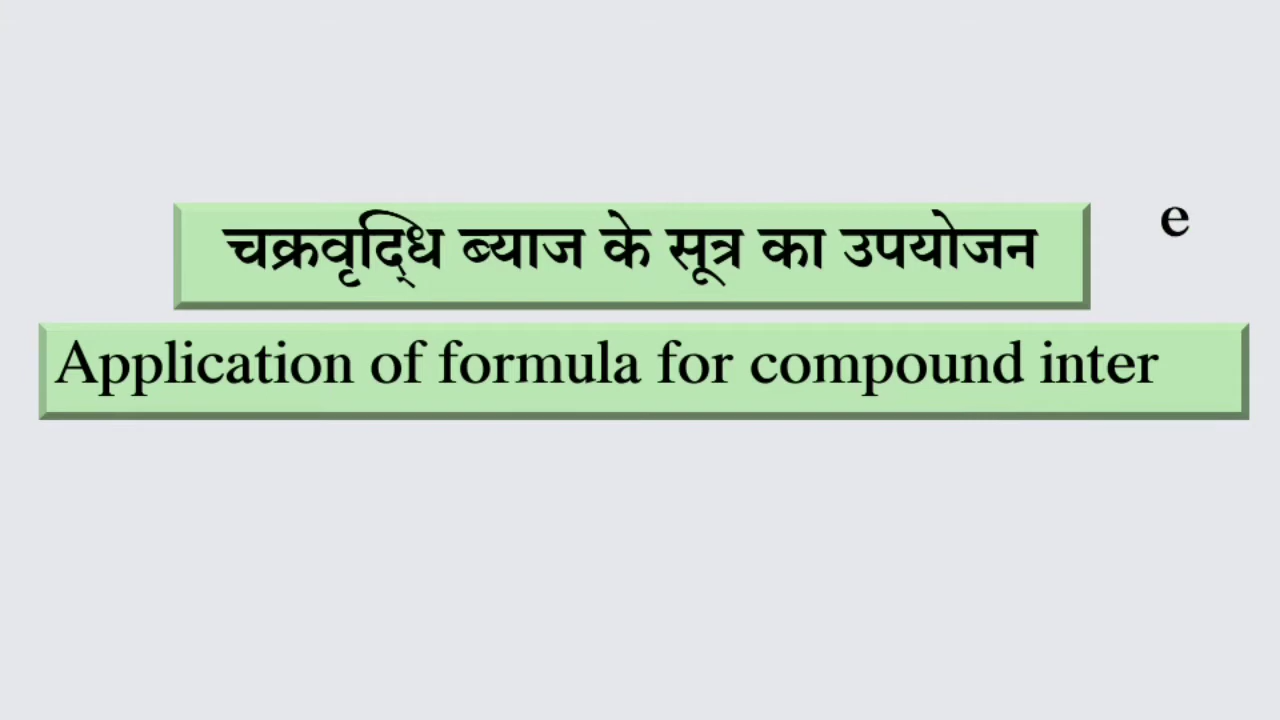 चक्रवृद्धि ब्याज के सूत्र का उपयोजन
e
Application of formula for compound inter